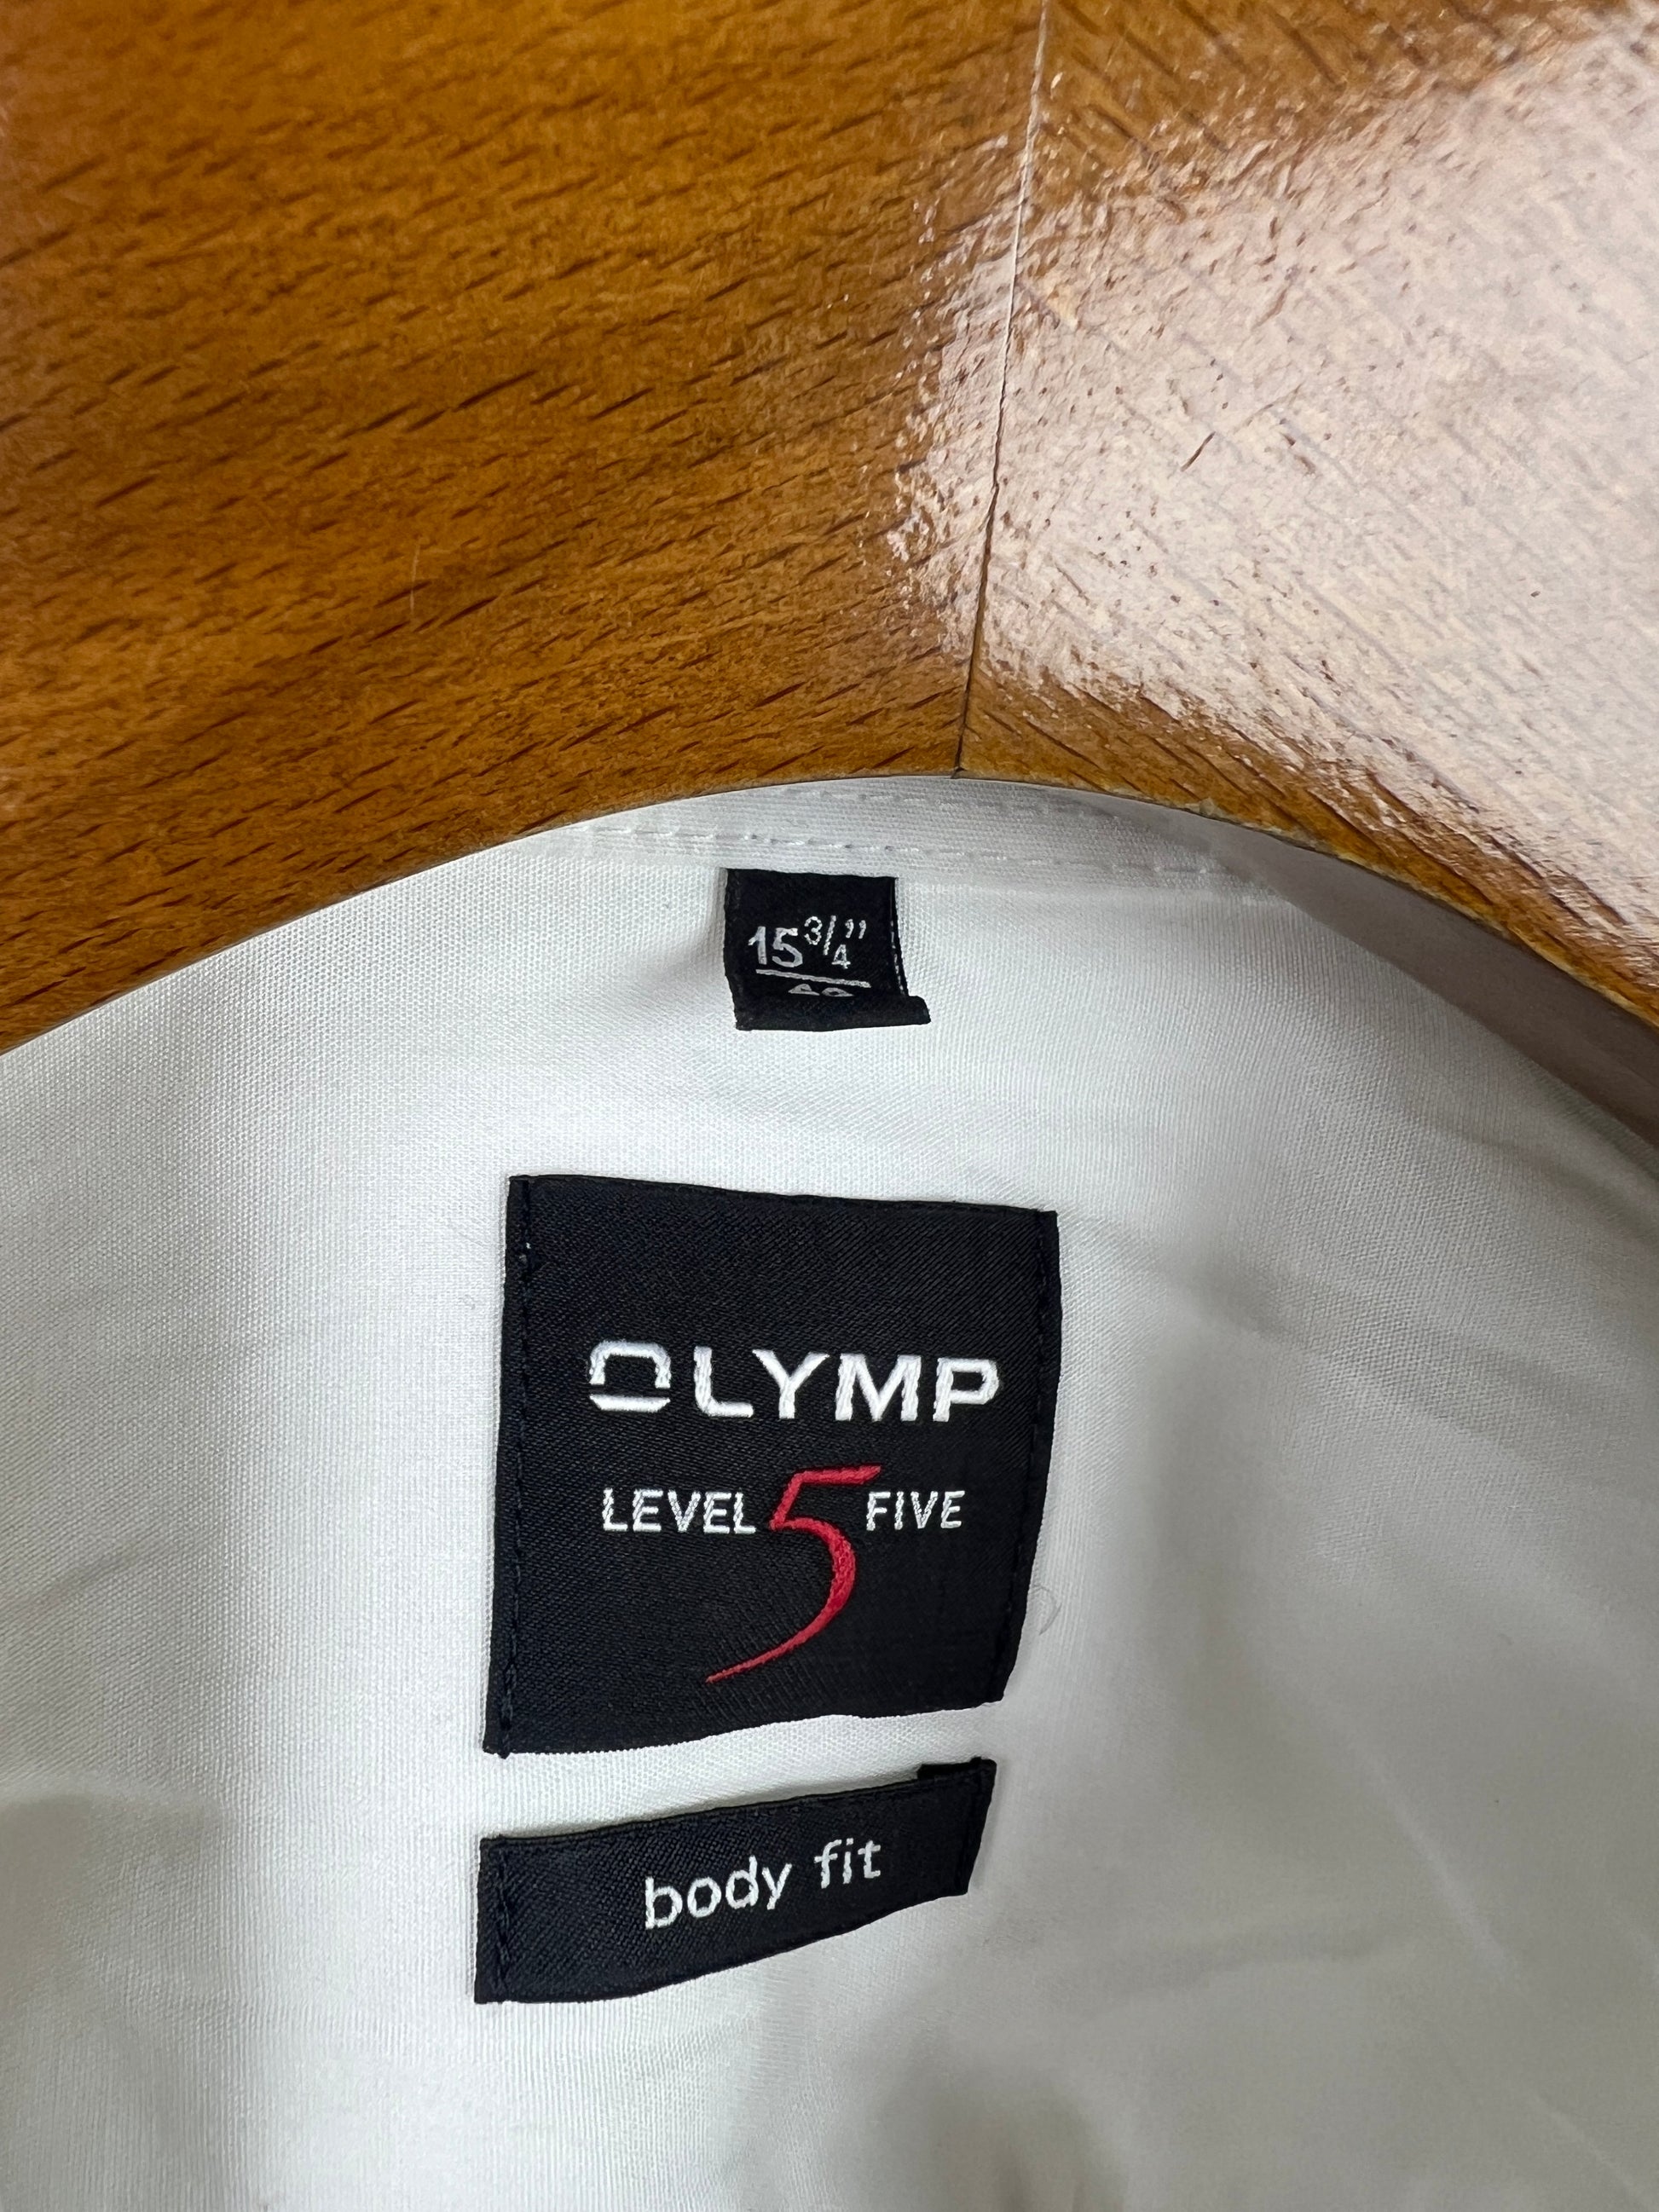 15 3/4”
OLYMP
LEVEL 5 FIVE
body fit